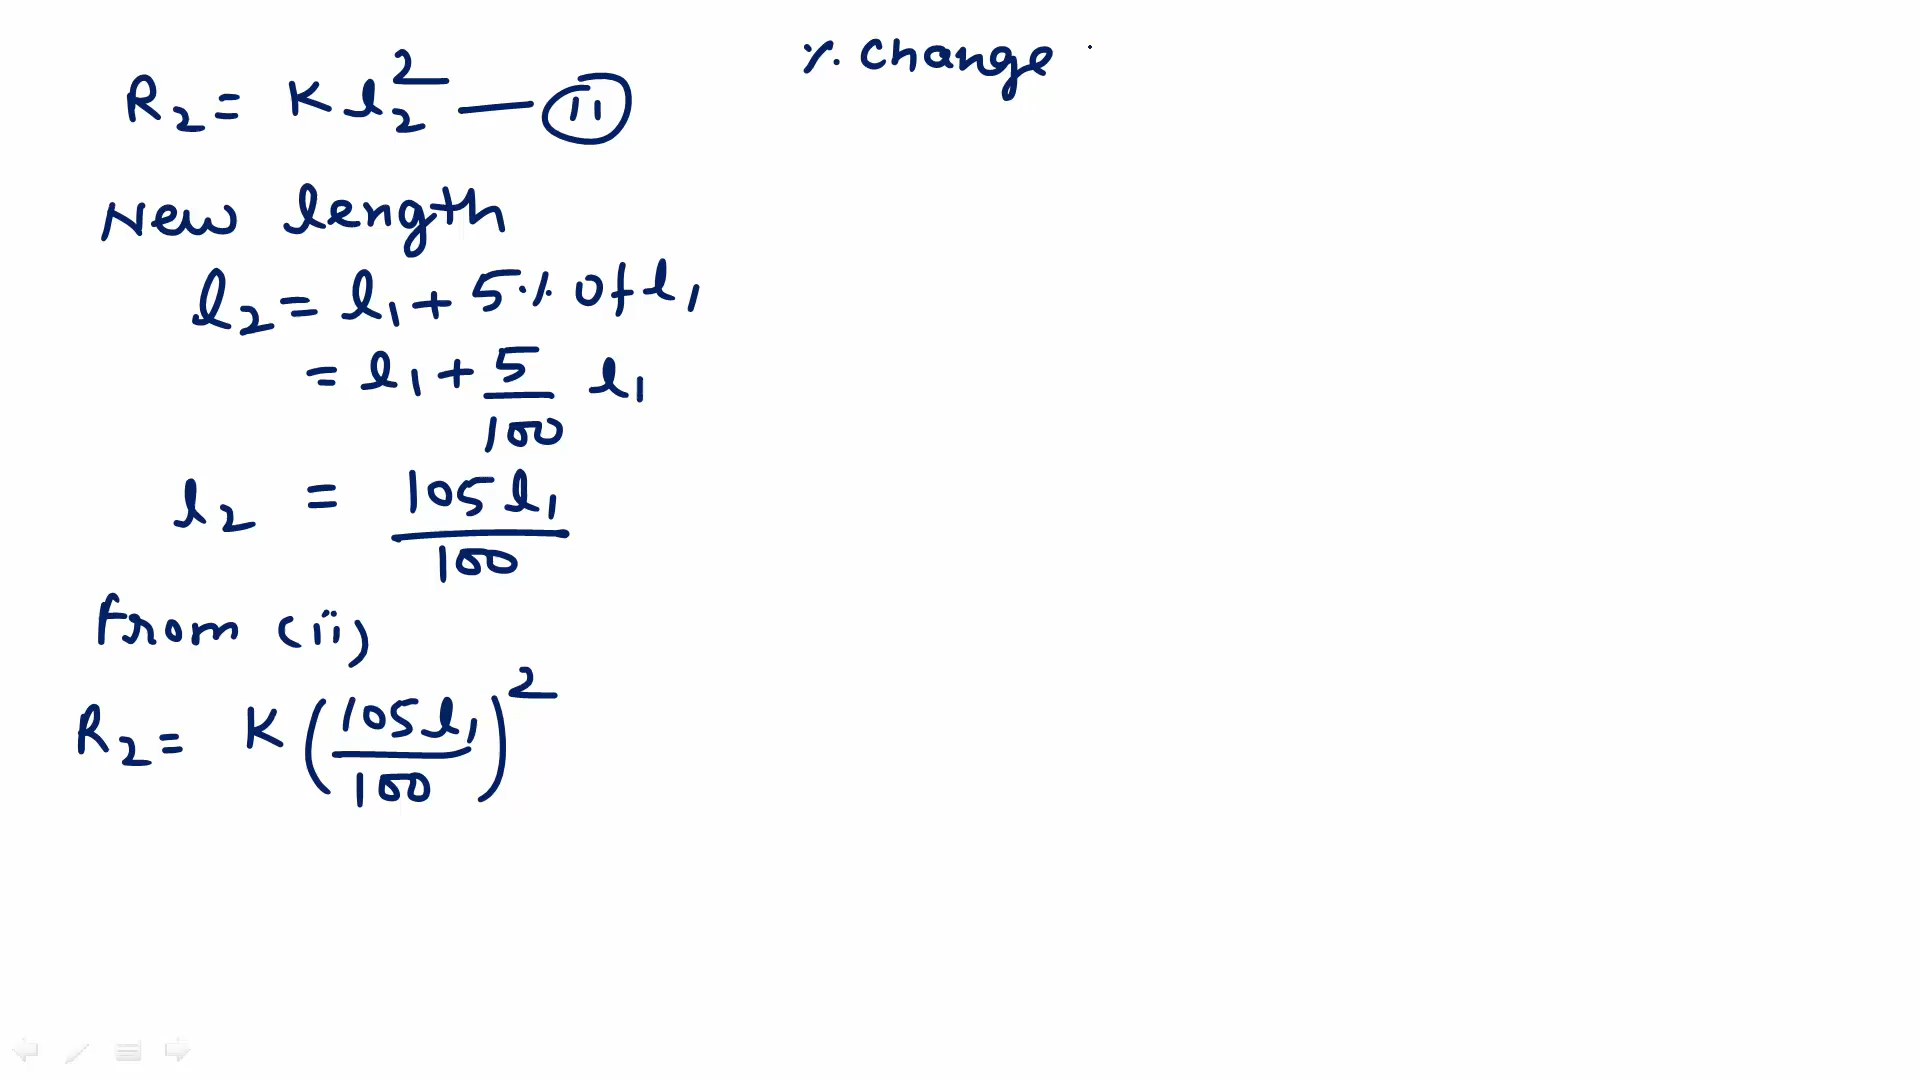 R₂ = K l₂² — (ii)
New length
l₂ = l₁ + 5% of l₁
= l₁ + 5/100 l₁
l₂ = 105 l₁/100
From (ii)
R₂ = K (105 l₁/100)²
% change